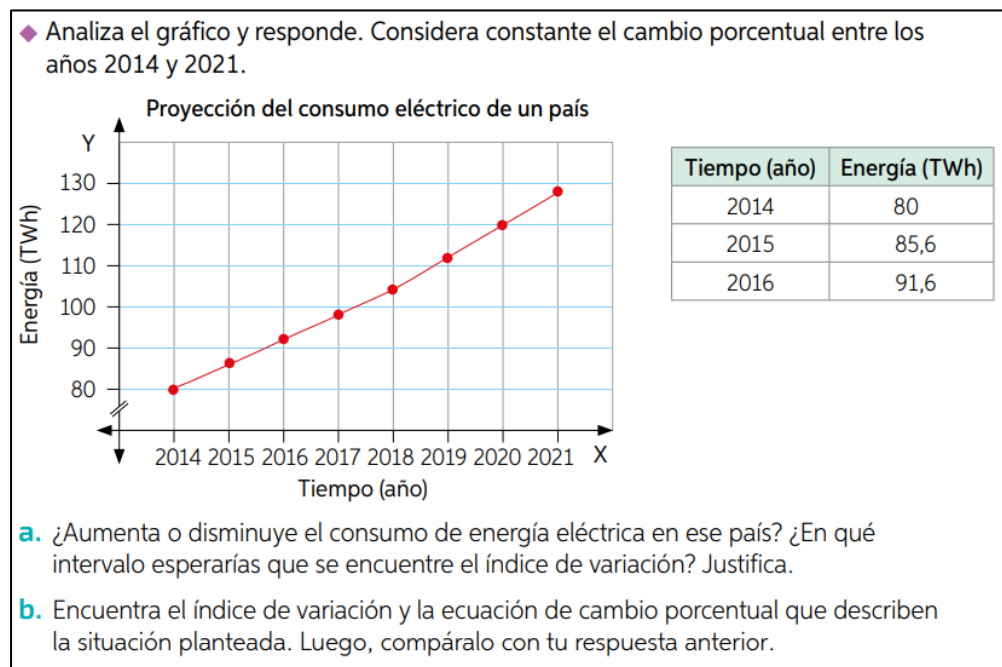 Analiza el gráfico y responde. Considera constante el cambio porcentual entre los
años 2014 y 2021.
Proyección del consumo eléctrico de un país
Y
130
120
110
100
90
80
Energía (TWh)
2014 2015 2016 2017 2018 2019 2020 2021 X
Tiempo (año)
Tiempo (año) Energía (TWh)
2014 80
2015 85,6
2016 91,6
a. ¿Aumenta o disminuye el consumo de energía eléctrica en ese país? ¿En qué
intervalo esperarías que se encuentre el índice de variación? Justifica.
b. Encuentra el índice de variación y la ecuación de cambio porcentual que describen
la situación planteada. Luego, compáralo con tu respuesta anterior.